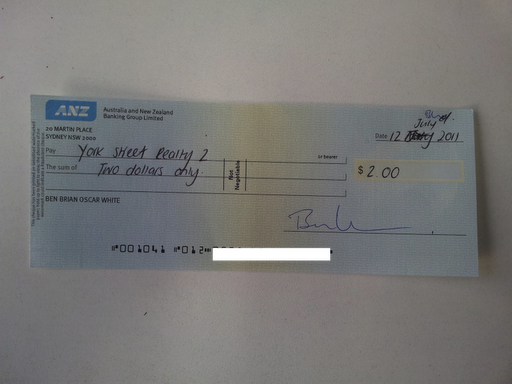 ANZ
Australia and New Zealand
Banking Group Limited
20 MARTIN PLACE
SYDNEY NSW 2000
July
Date 12 2011
Pay York Street Realty 2
or bearer
The sum of Two dollars only
Not
Negotiable
$ 2.00
BEN BRIAN OSCAR WHITE
⑈001041 ⑈012⑉